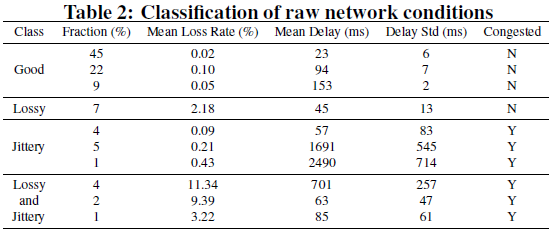 Table 2: Classification of raw network conditions
Class Fraction (%) Mean Loss Rate (%) Mean Delay (ms) Delay Std (ms) Congested
45 0.02 23 6 N
Good 22 0.10 94 7 N
9 0.05 153 2 N
Lossy 7 2.18 45 13 N
4 0.09 57 83 Y
Jittery 5 0.21 1691 545 Y
1 0.43 2490 714 Y
Lossy 4 11.34 701 257 Y
and 2 9.39 63 47 Y
Jittery 1 3.22 85 61 Y